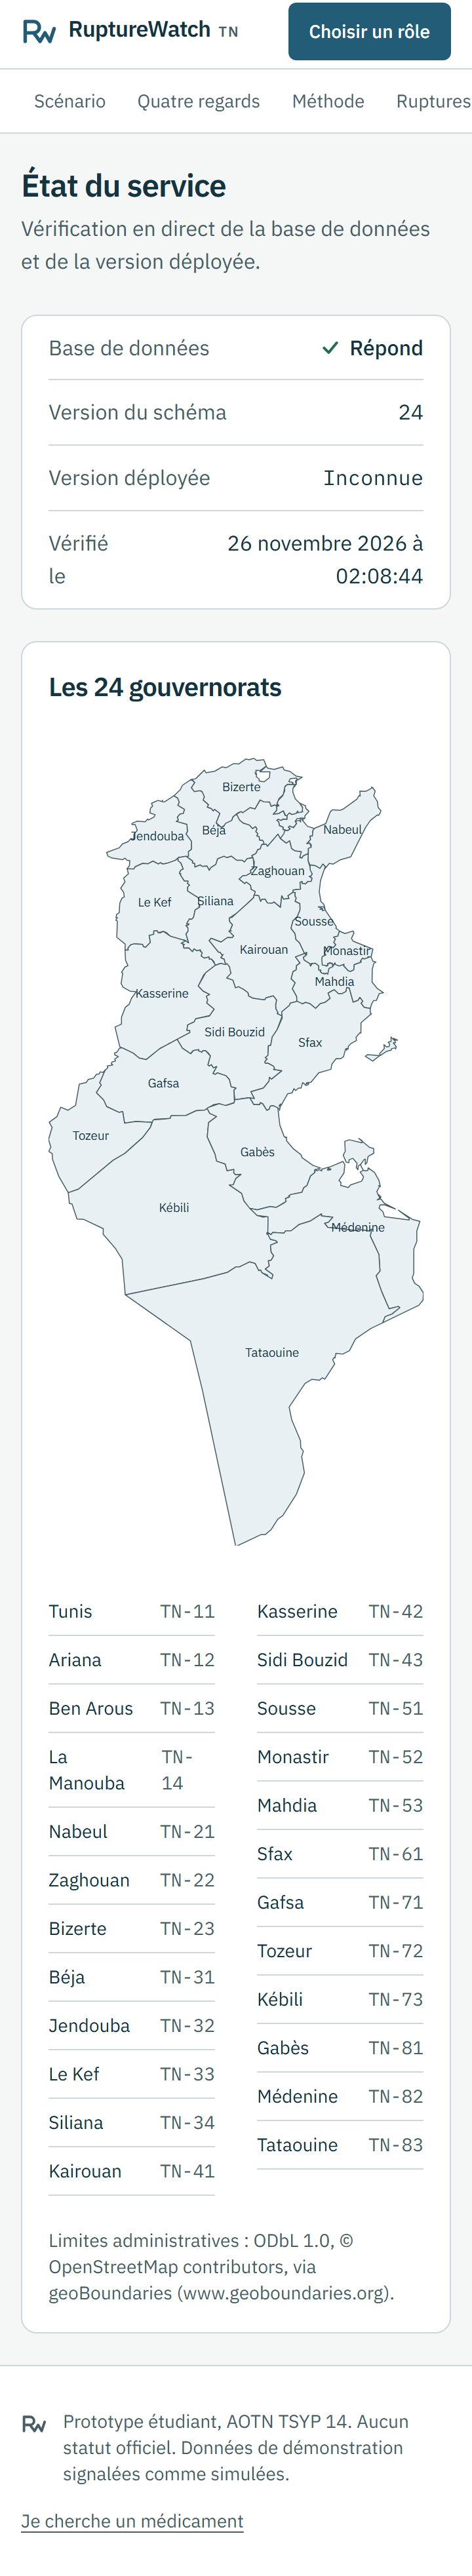 RuptureWatch TN
Choisir un rôle
Scénario Quatre regards Méthode Ruptures
État du service
Vérification en direct de la base de données
et de la version déployée.
Base de données Répond
Version du schéma 24
Version déployée Inconnue
Vérifié 26 novembre 2026 à
le 02:08:44
Les 24 gouvernorats
Bizerte
Nabeul
Béja
Jendouba
Zaghouan
Siliana
Le Kef
Sousse
Kairouan
Monastir
Mahdia
Kasserine
Sidi Bouzid
Sfax
Gafsa
Tozeur
Gabès
Kébili
Médenine
Tataouine
Tunis TN-11
Ariana TN-12
Ben Arous TN-13
La TN-
Manouba 14
Nabeul TN-21
Zaghouan TN-22
Bizerte TN-23
Béja TN-31
Jendouba TN-32
Le Kef TN-33
Siliana TN-34
Kairouan TN-41
Kasserine TN-42
Sidi Bouzid TN-43
Sousse TN-51
Monastir TN-52
Mahdia TN-53
Sfax TN-61
Gafsa TN-71
Tozeur TN-72
Kébili TN-73
Gabès TN-81
Médenine TN-82
Tataouine TN-83
Limites administratives : ODbL 1.0, ©
OpenStreetMap contributors, via
geoBoundaries (www.geoboundaries.org).
Rw Prototype étudiant, AOTN TSYP 14. Aucun
statut officiel. Données de démonstration
signalées comme simulées.
Je cherche un médicament